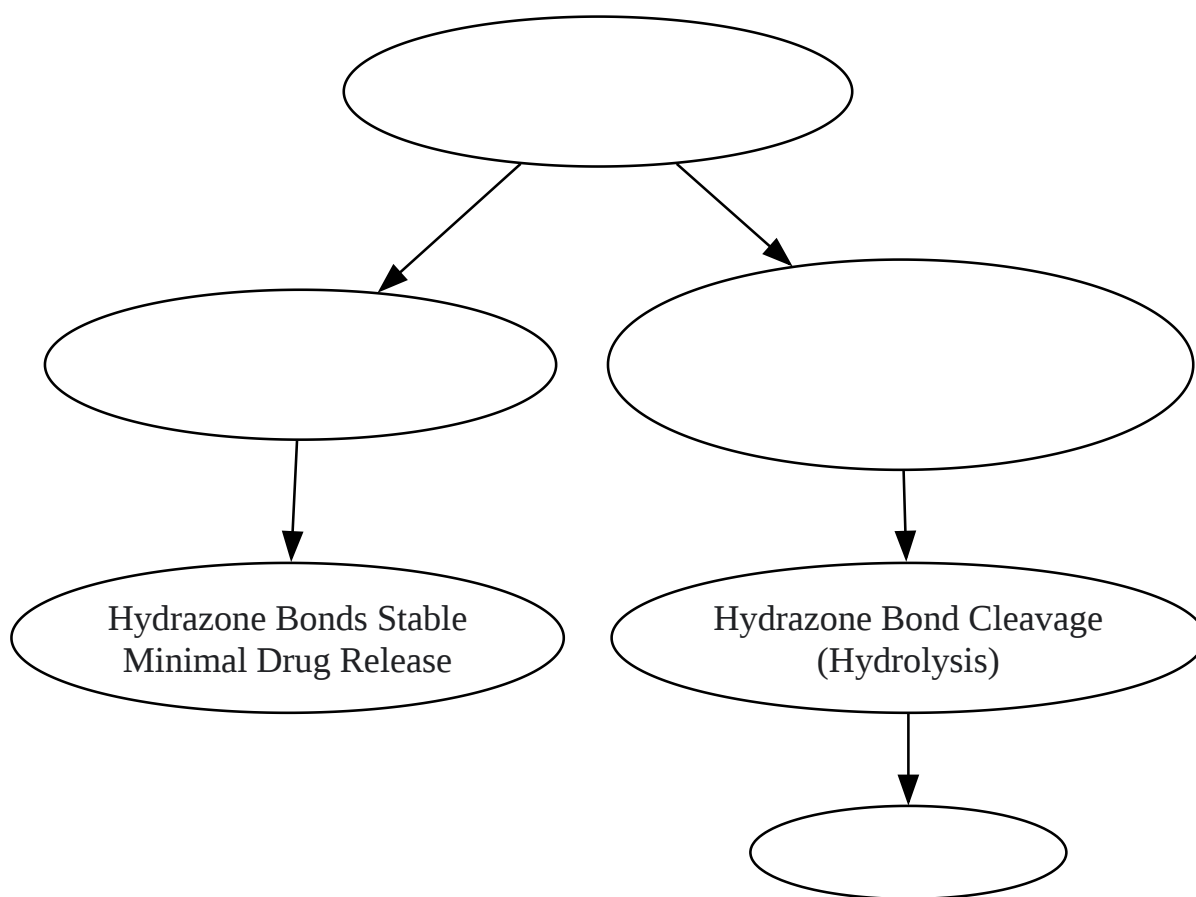 Hydrazone Bonds Stable
Minimal Drug Release
Hydrazone Bond Cleavage
(Hydrolysis)